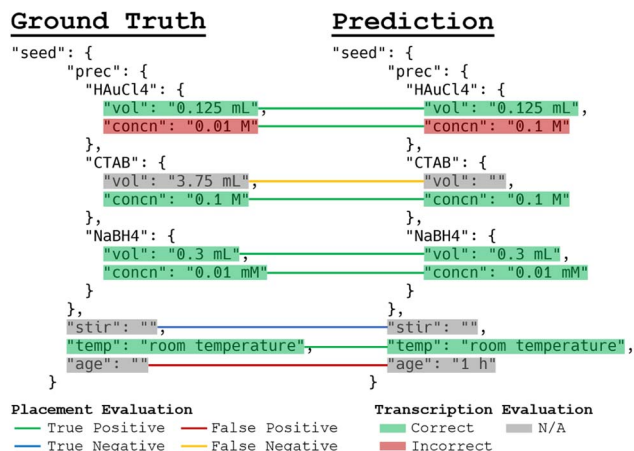 Ground Truth Prediction
"seed": { "seed": {
"prec": { "prec": {
"HAuCl4": { "HAuCl4": {
"vol": "0.125 mL", "vol": "0.125 mL",
"concn": "0.01 M" "concn": "0.1 M"
}, },
"CTAB": { "CTAB": {
"vol": "3.75 mL", "vol": "",
"concn": "0.1 M" "concn": "0.1 M"
}, },
"NaBH4": { "NaBH4": {
"vol": "0.3 mL", "vol": "0.3 mL",
"concn": "0.01 mM" "concn": "0.01 mM"
} }
}, },
"stir": "", "stir": "",
"temp": "room temperature", "temp": "room temperature",
"age": "" "age": "1 h"
} }
Placement Evaluation Transcription Evaluation
True Positive False Positive Correct N/A
True Negative False Negative Incorrect